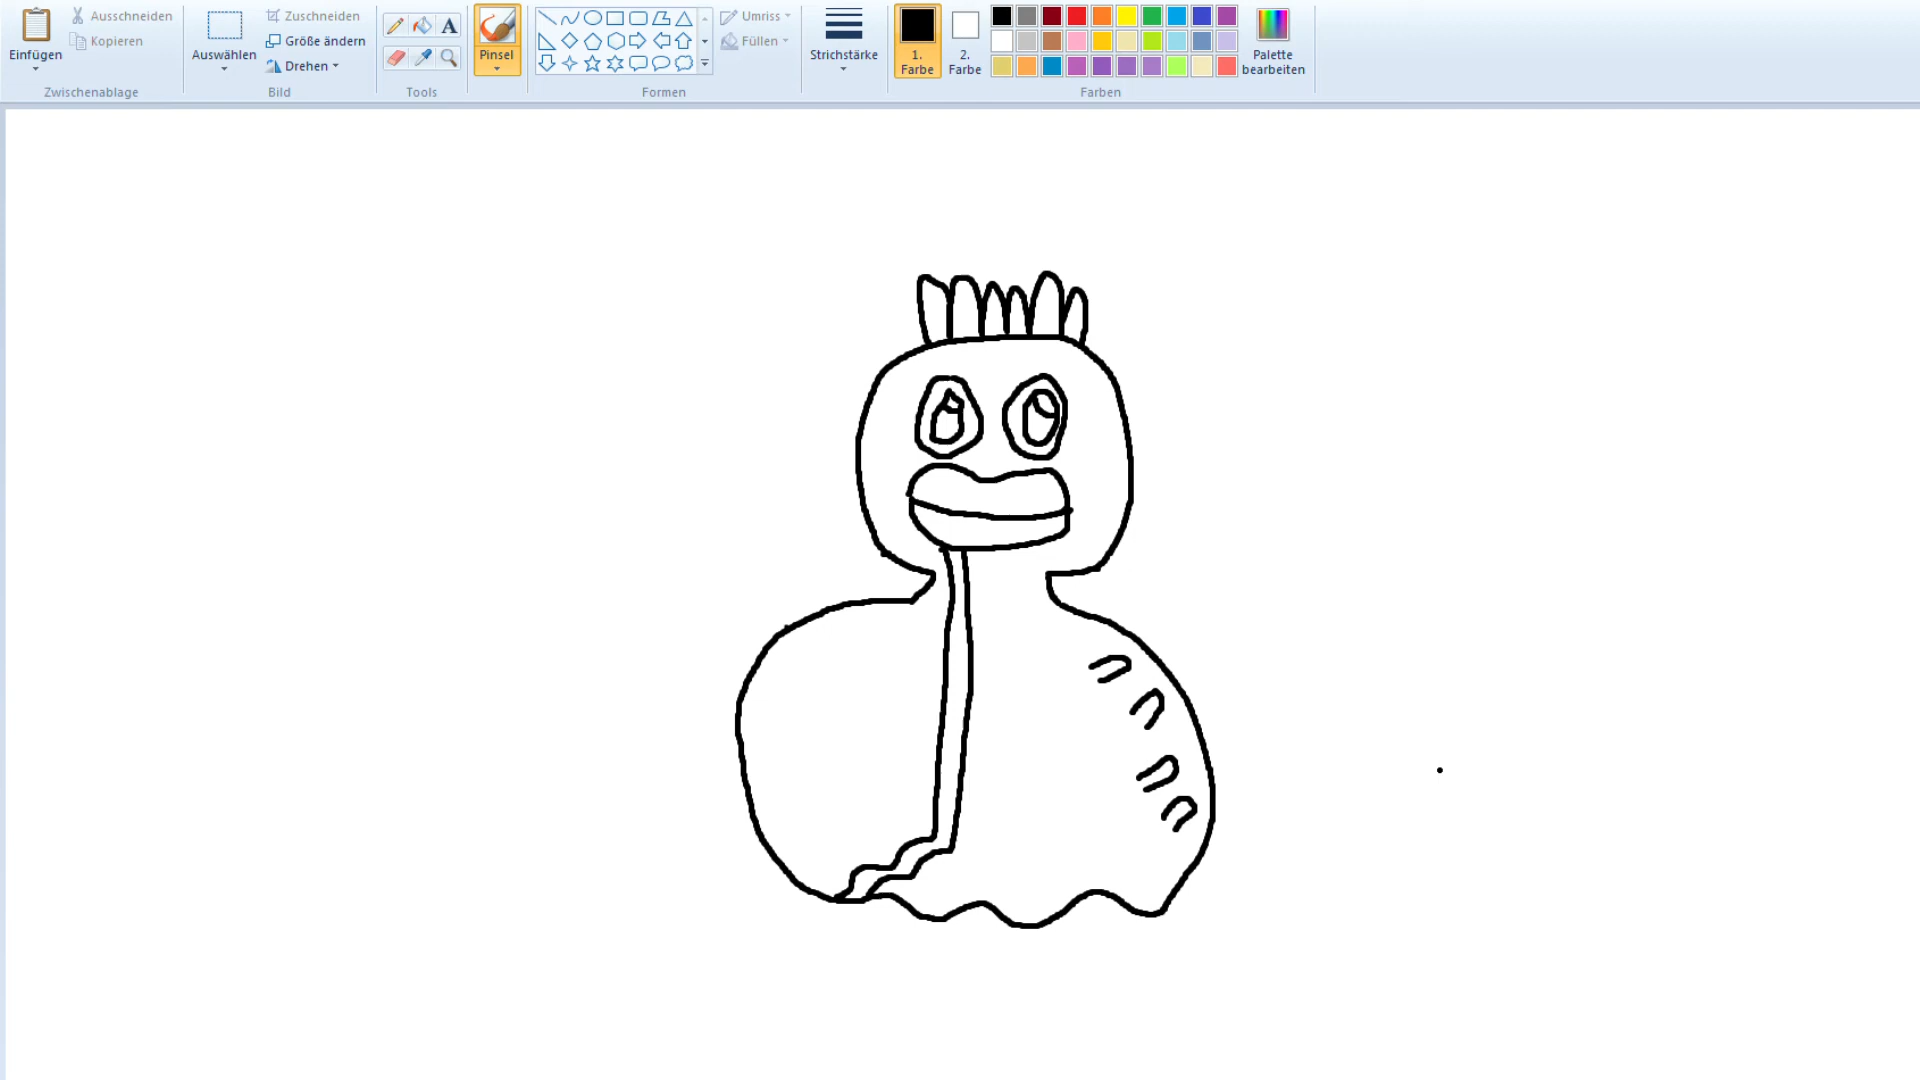 Einfügen
Ausschneiden
Kopieren
Zwischenablage
Auswählen
Zuschneiden
Größe ändern
Drehen
Bild
A
Tools
Pinsel
Formen
Umriss
Füllen
Strichstärke
1.
Farbe
2.
Farbe
Palette
bearbeiten
Farben